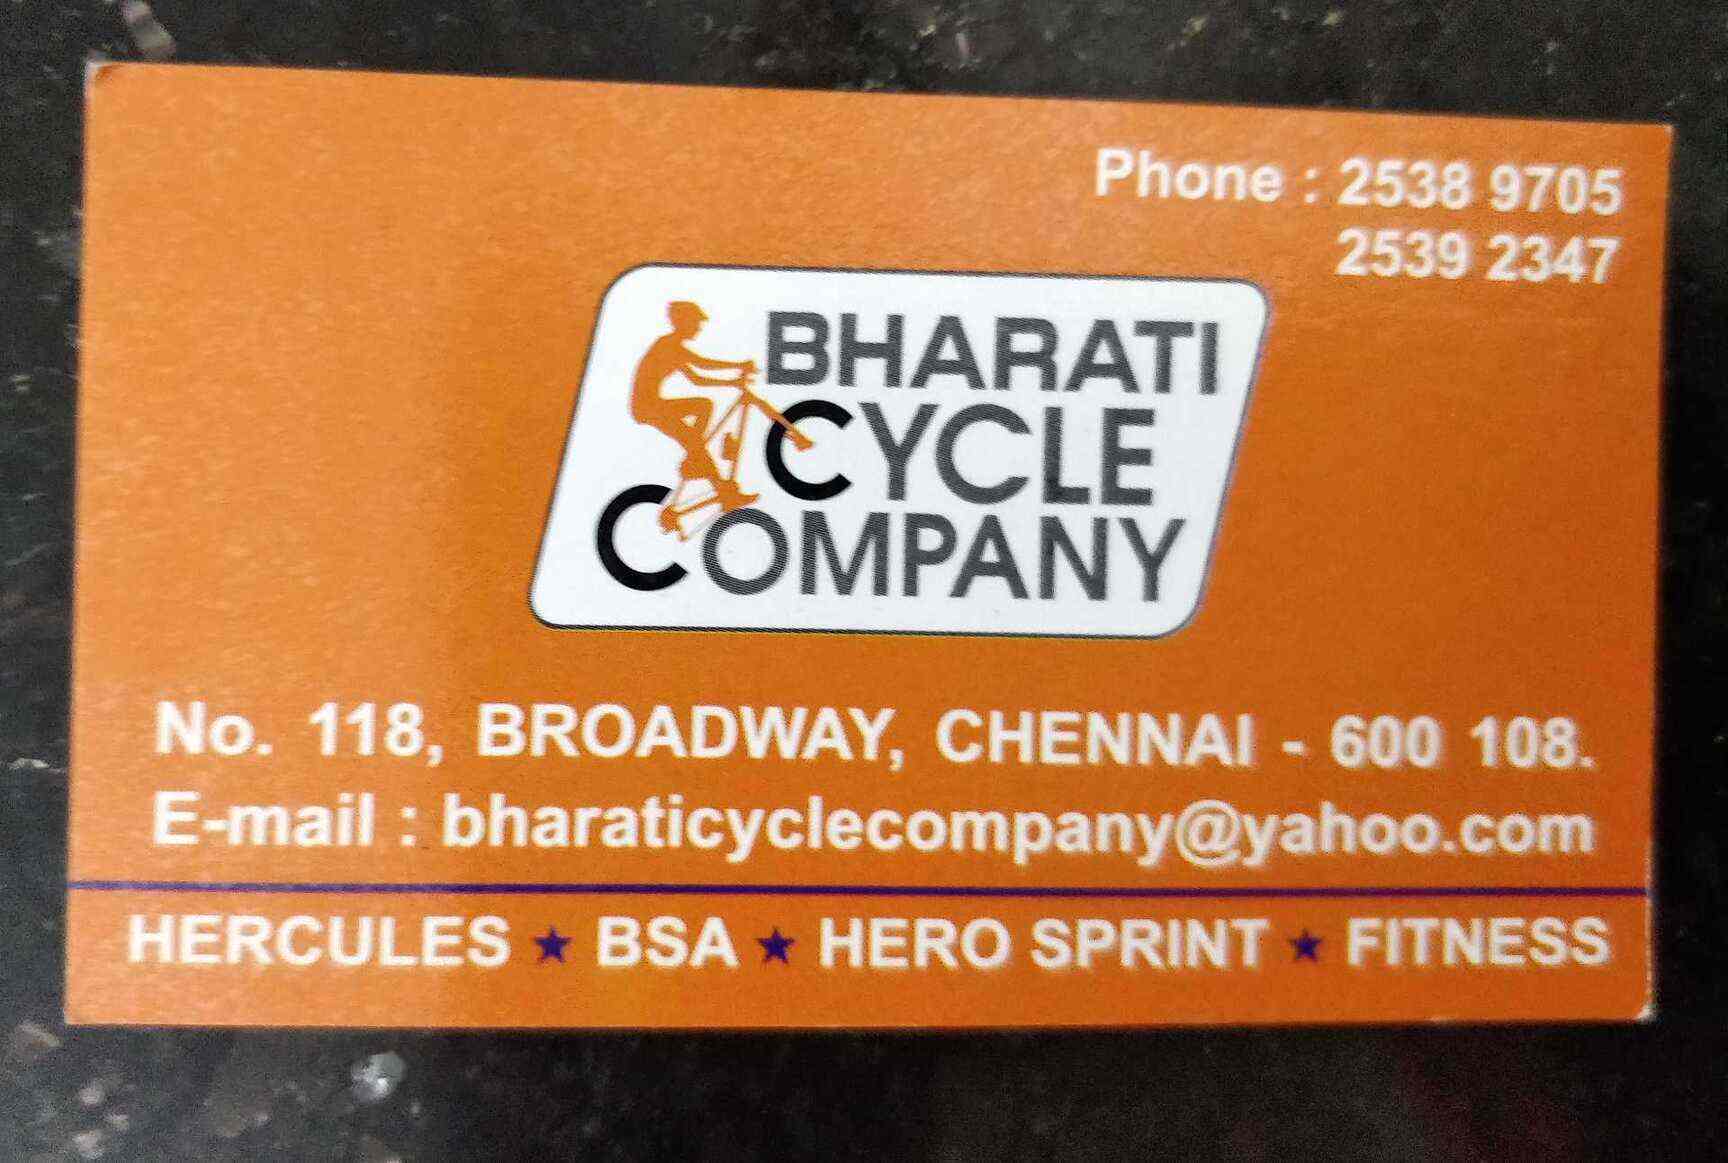 Phone : 2538 9705
2539 2347
BHARATI
CYCLE
COMPANY
No. 118, BROADWAY, CHENNAI - 600 108.
E-mail : bharaticyclecompany@yahoo.com
HERCULES ★ BSA ★ HERO SPRINT ★ FITNESS